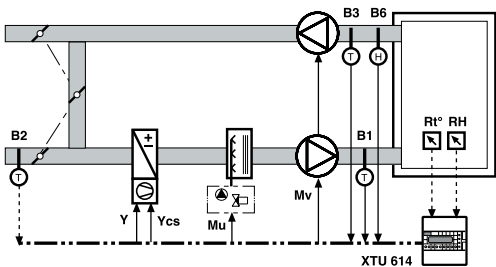 B3 B6
T H
Rt° RH
B2
B1
+
−
T T
Y Ycs
Mu
Mv
XTU 614